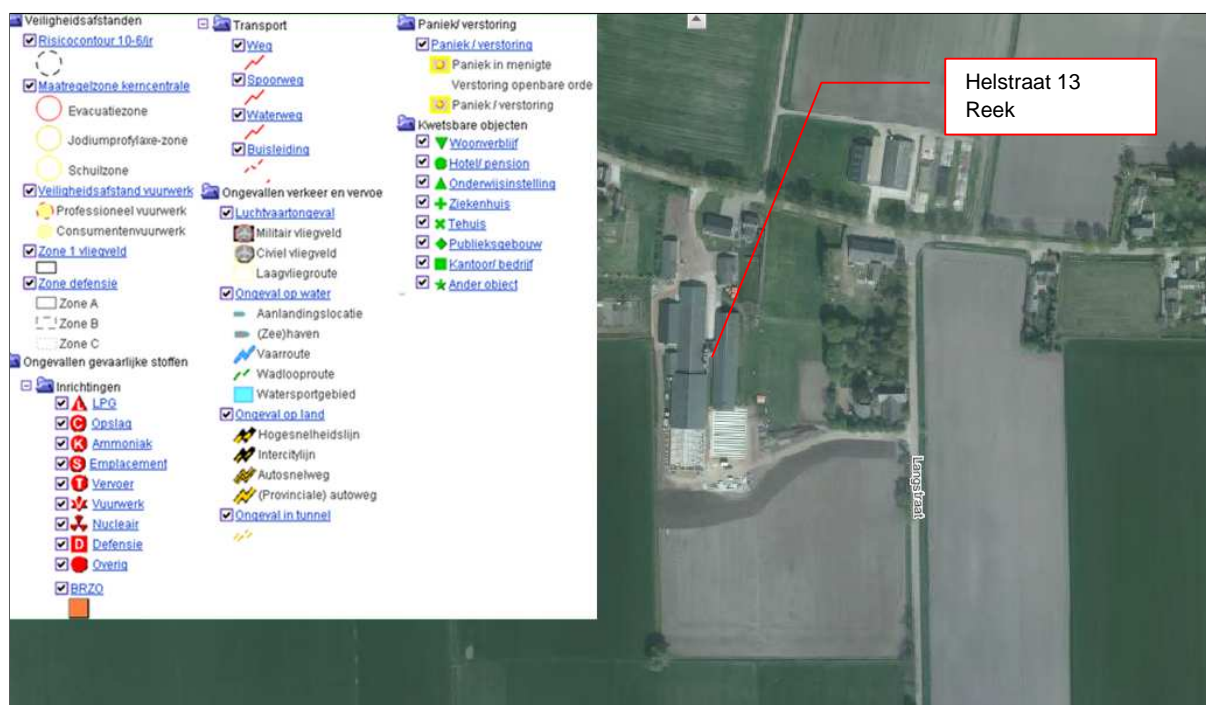 Veiligheidsafstanden
Risicocontour 10-6/jr
Maatregelzone kerncentrale
Evacuatiezone
Jodiumprofylaxe-zone
Schuilzone
Veiligheidsafstand vuurwerk
Professioneel vuurwerk
Consumentenvuurwerk
Zone 1 vliegveld
Zone defensie
Zone A
Zone B
Zone C
Ongevallen gevaarlijke stoffen
Inrichtingen
LPG
Opslag
Ammoniak
Emplacement
Vervoer
Vuurwerk
Nucleair
Defensie
Overig
BRZO
Transport
Weg
Spoorweg
Waterweg
Buisleiding
Ongevallen verkeer en vervoe
Luchtvaartongeval
Militair vliegveld
Civiel vliegveld
Laagvliegroute
Ongeval op water
Aanlandingslocatie
(Zee)haven
Vaarroute
Wadlooproute
Watersportgebied
Ongeval op land
Hogesnelheidslijn
Intercitylijn
Autosnelweg
(Provinciale) autoweg
Ongeval in tunnel
Paniek/ verstoring
Paniek / verstoring
Paniek in menigte
Verstoring openbare orde
Paniek / verstoring
Kwetsbare objecten
Woonverblijf
Hotel/ pension
Onderwijsinstelling
Ziekenhuis
Tehuis
Publieksgebouw
Kantoor/ bedrijf
Ander object
Helstraat 13
Reek
Langstraat